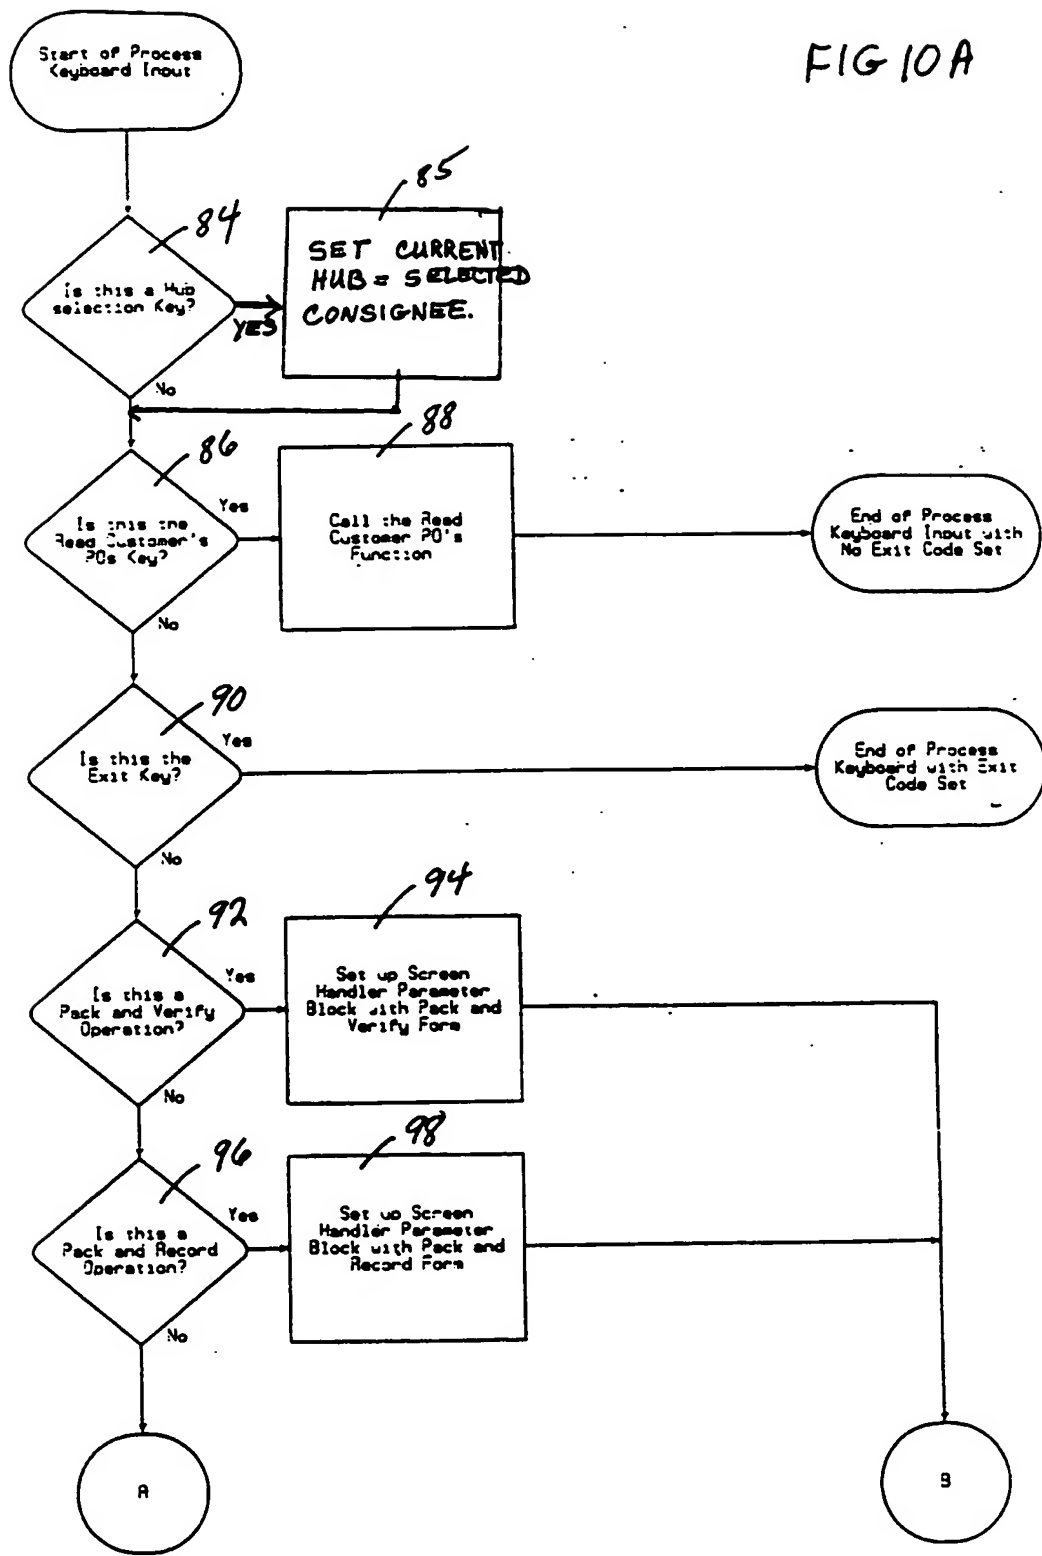 FIG 10A
Start of Process
Keyboard Input
84
85
Is this a Hub
selection Key?
YES
SET CURRENT
HUB = SELECTED
CONSIGNEE.
No
86
88
Is this the
Read Customer's
POs Key?
Yes
Call the Read
Customer PO's
Function
End of Process
Keyboard Input with
No Exit Code Set
No
90
Is this the
Exit Key?
Yes
End of Process
Keyboard with Exit
Code Set
No
92
94
Is this a
Pack and Verify
Operation?
Yes
Set up Screen
Handler Parameter
Block with Pack and
Verify Form
No
96
98
Is this a
Pack and Record
Operation?
Yes
Set up Screen
Handler Parameter
Block with Pack and
Record Form
No
A
B